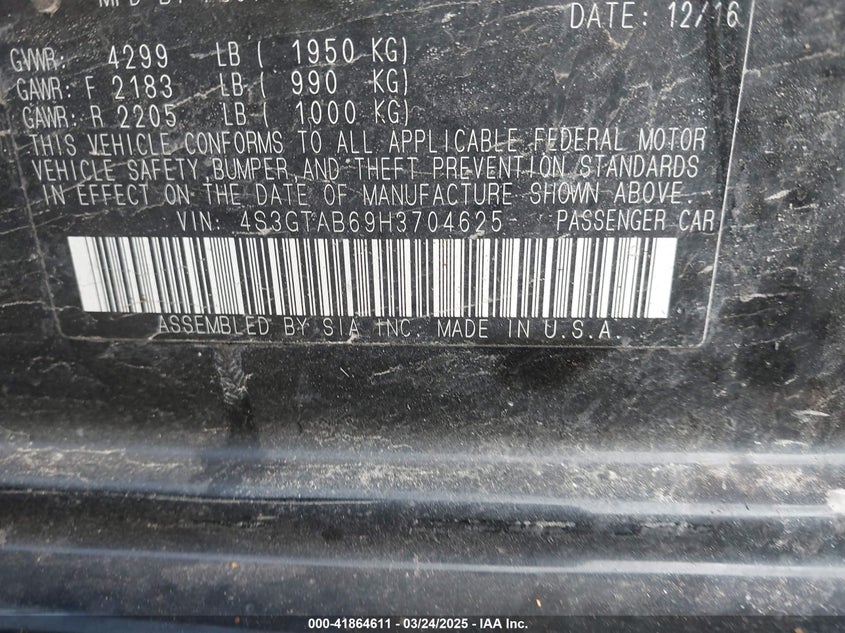 MFD BY
DATE: 12/16
GVWR: 4299 LB ( 1950 KG)
GAWR: F 2183 LB ( 990 KG)
GAWR: R 2205 LB ( 1000 KG)
THIS VEHICLE CONFORMS TO ALL APPLICABLE FEDERAL MOTOR
VEHICLE SAFETY,BUMPER,AND THEFT PREVENTION STANDARDS
IN EFFECT ON THE DATE OF MANUFACTURE SHOWN ABOVE.
VIN: 4S3GTAB69H3704625 PASSENGER CAR
ASSEMBLED BY SIA INC. MADE IN U.S.A.
000-41864611 — 03/24/2025 — IAA Inc.